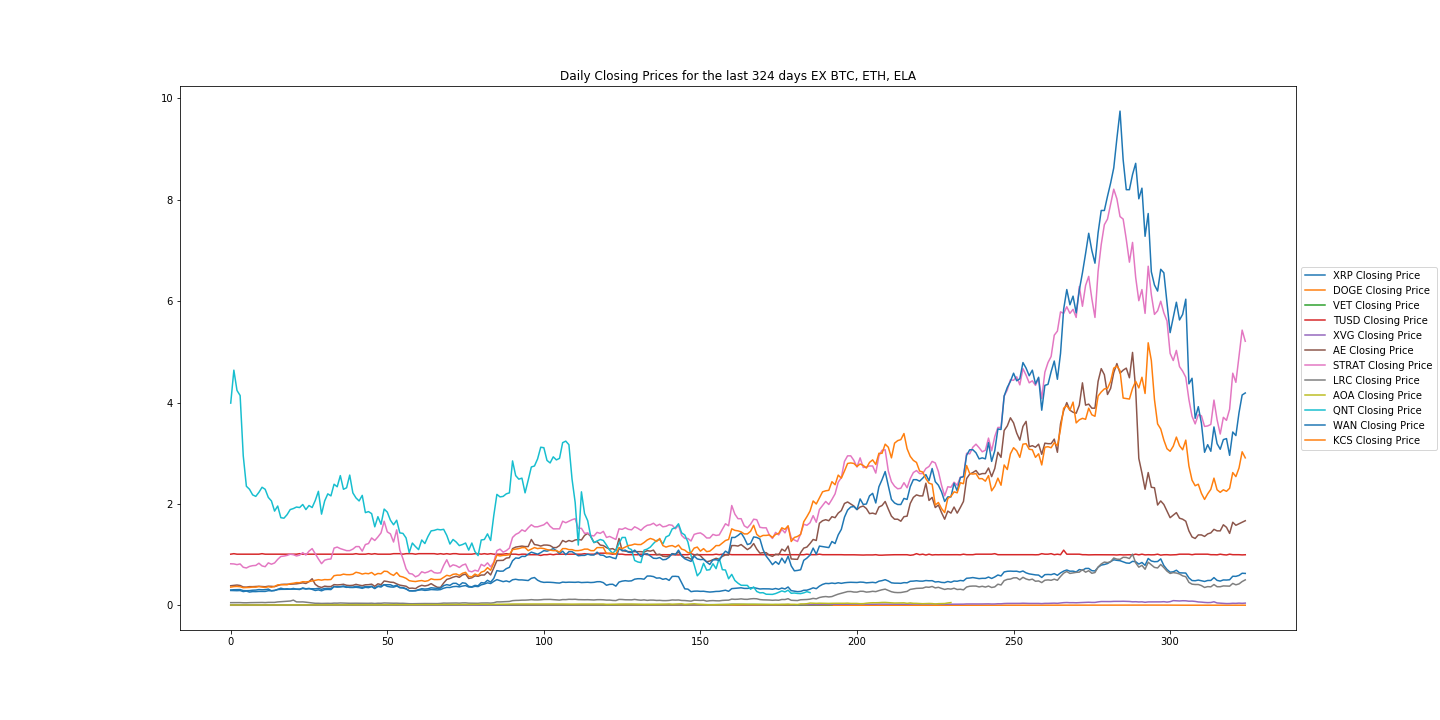 Daily Closing Prices for the last 324 days EX BTC, ETH, ELA
10
8
6
4
2
0
0 50 100 150 200 250 300
XRP Closing Price
DOGE Closing Price
VET Closing Price
TUSD Closing Price
XVG Closing Price
AE Closing Price
STRAT Closing Price
LRC Closing Price
AOA Closing Price
QNT Closing Price
WAN Closing Price
KCS Closing Price